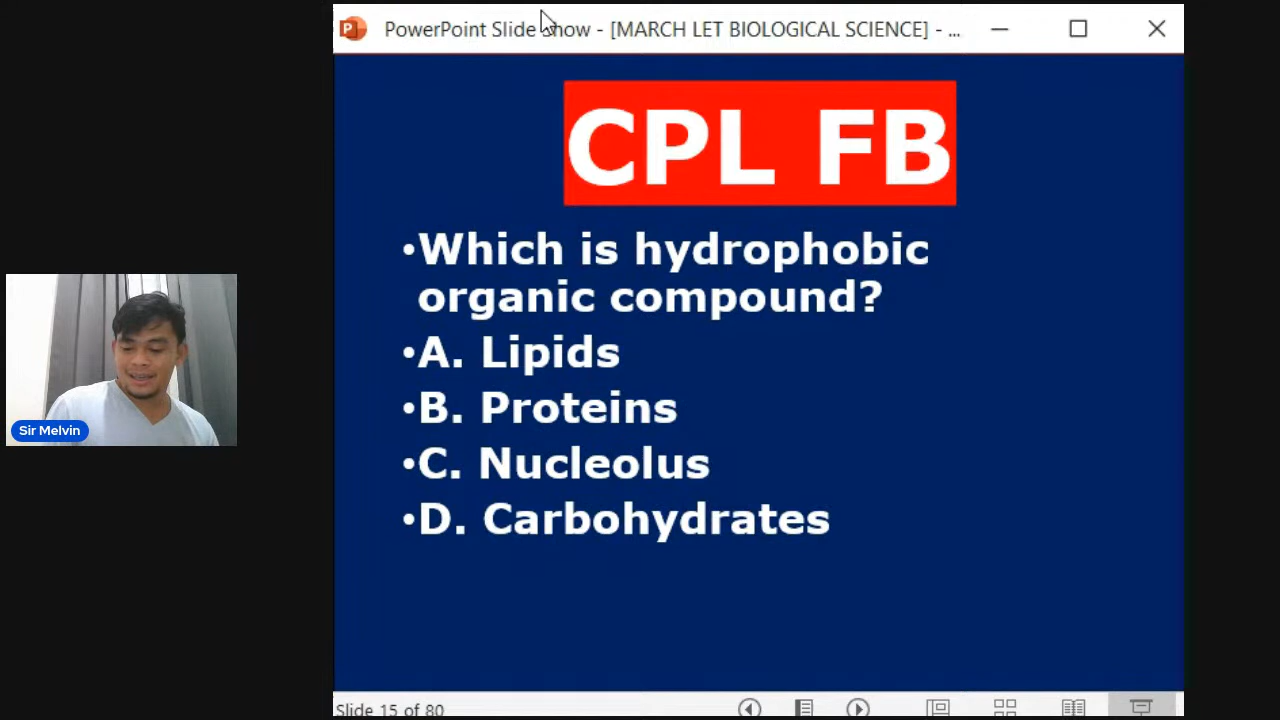 PowerPoint Slide Show - [MARCH LET BIOLOGICAL SCIENCE] - ...
CPL FB
•Which is hydrophobic
organic compound?
•A. Lipids
•B. Proteins
•C. Nucleolus
•D. Carbohydrates
Sir Melvin
Slide 15 of 80